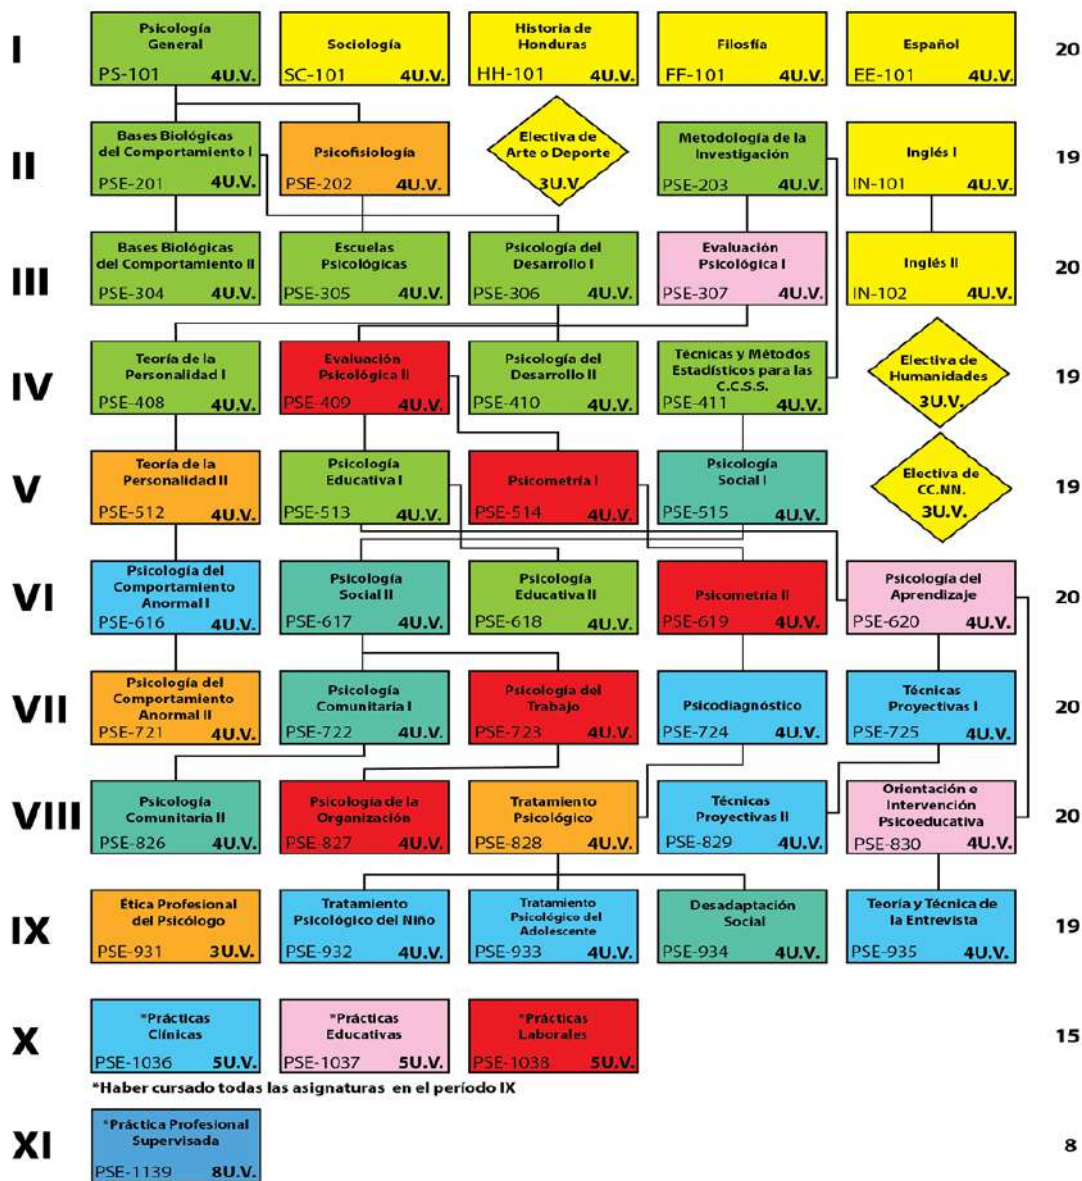 I
Psicología
General
PS-101 4U.V.
Sociología
SC-101 4U.V.
Historia de
Honduras
HH-101 4U.V.
Filosfía
FF-101 4U.V.
Español
EE-101 4U.V.
20
II
Bases Biológicas
del Comportamiento I
PSE-201 4U.V.
Psicofisiología
PSE-202 4U.V.
Electiva de
Arte o Deporte
3U.V.
Metodología de la
Investigación
PSE-203 4U.V.
Inglés I
IN-101 4U.V.
19
III
Bases Biológicas
del Comportamiento II
PSE-304 4U.V.
Escuelas
Psicológicas
PSE-305 4U.V.
Psicología del
Desarrollo I
PSE-306 4U.V.
Evaluación
Psicológica I
PSE-307 4U.V.
Inglés II
IN-102 4U.V.
20
IV
Teoría de la
Personalidad I
PSE-408 4U.V.
Evaluación
Psicológica II
PSE-409 4U.V.
Psicología del
Desarrollo II
PSE-410 4U.V.
Técnicas y Métodos
Estadísticos para las
C.C.S.S.
PSE-411 4U.V.
Electiva de
Humanidades
3U.V.
19
V
Teoría de la
Personalidad II
PSE-512 4U.V.
Psicología
Educativa I
PSE-513 4U.V.
Psicometría I
PSE-514 4U.V.
Psicología
Social I
PSE-515 4U.V.
Electiva de
CC.NN.
3U.V.
19
VI
Psicología del
Comportamiento
Anormal I
PSE-616 4U.V.
Psicología
Social II
PSE-617 4U.V.
Psicología
Educativa II
PSE-618 4U.V.
Psicometría II
PSE-619 4U.V.
Psicología del
Aprendizaje
PSE-620 4U.V.
20
VII
Psicología del
Comportamiento
Anormal II
PSE-721 4U.V.
Psicología
Comunitaria I
PSE-722 4U.V.
Psicología del
Trabajo
PSE-723 4U.V.
Psicodiagnóstico
PSE-724 4U.V.
Técnicas
Proyectivas I
PSE-725 4U.V.
20
VIII
Psicología
Comunitaria II
PSE-826 4U.V.
Psicología de la
Organización
PSE-827 4U.V.
Tratamiento
Psicológico
PSE-828 4U.V.
Técnicas
Proyectivas II
PSE-829 4U.V.
Orientación e
Intervención
Psicoeducativa
PSE-830 4U.V.
20
IX
Ética Profesional
del Psicólogo
PSE-931 3U.V.
Tratamiento
Psicológico del Niño
PSE-932 4U.V.
Tratamiento
Psicológico del
Adolescente
PSE-933 4U.V.
Desadaptación
Social
PSE-934 4U.V.
Teoría y Técnica de
la Entrevista
PSE-935 4U.V.
19
X
*Prácticas
Clínicas
PSE-1036 5U.V.
*Prácticas
Educativas
PSE-1037 5U.V.
*Prácticas
Laborales
PSE-1038 5U.V.
15
*Haber cursado todas las asignaturas en el período IX
XI
*Práctica Profesional
Supervisada
PSE-1139 8U.V.
8